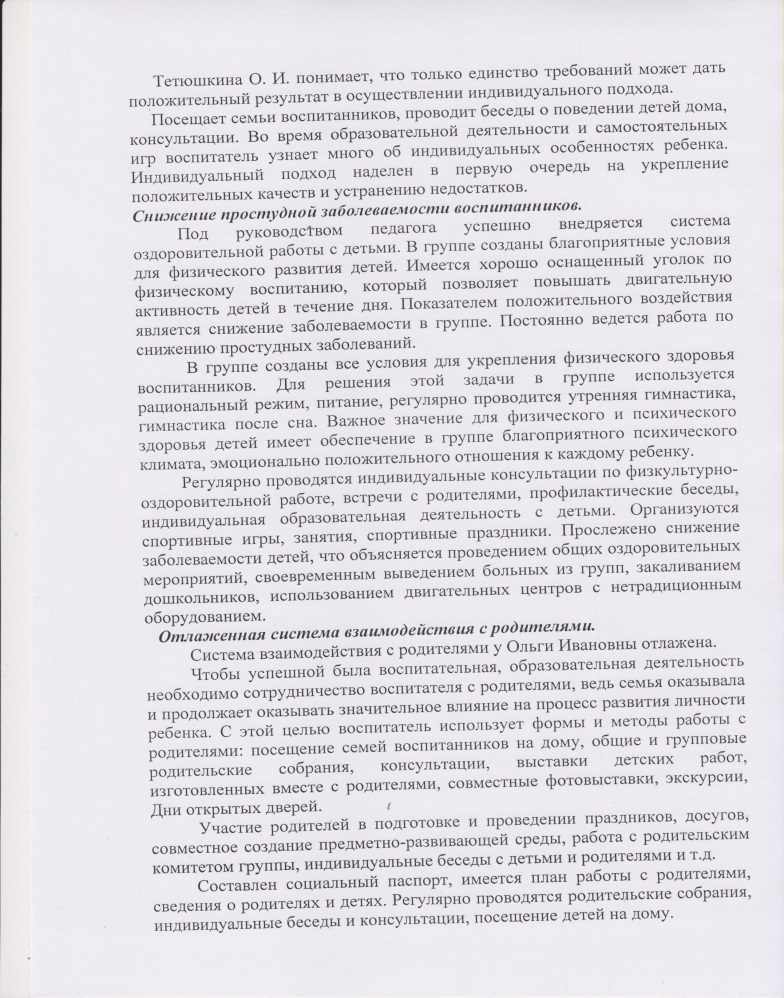 Тетюшкина О. И. понимает, что только единство требований может дать
положительный результат в осуществлении индивидуального подхода.
Посещает семьи воспитанников, проводит беседы о поведении детей дома,
консультации. Во время образовательной деятельности и самостоятельных
игр воспитатель узнает много об индивидуальных особенностях ребенка.
Индивидуальный подход наделен в первую очередь на укрепление
положительных качеств и устранению недостатков.
Снижение простудной заболеваемости воспитанников.
Под руководством педагога успешно внедряется система
оздоровительной работы с детьми. В группе созданы благоприятные условия
для физического развития детей. Имеется хорошо оснащенный уголок по
физическому воспитанию, который позволяет повышать двигательную
активность детей в течение дня. Показателем положительного воздействия
является снижение заболеваемости в группе. Постоянно ведется работа по
снижению простудных заболеваний.
В группе созданы все условия для укрепления физического здоровья
воспитанников. Для решения этой задачи в группе используется
рациональный режим, питание, регулярно проводится утренняя гимнастика,
гимнастика после сна. Важное значение для физического и психического
здоровья детей имеет обеспечение в группе благоприятного психического
климата, эмоционально положительного отношения к каждому ребенку.
Регулярно проводятся индивидуальные консультации по физкультурно-
оздоровительной работе, встречи с родителями, профилактические беседы,
индивидуальная образовательная деятельность с детьми. Организуются
спортивные игры, занятия, спортивные праздники. Прослежено снижение
заболеваемости детей, что объясняется проведением общих оздоровительных
мероприятий, своевременным выведением больных из групп, закаливанием
дошкольников, использованием двигательных центров с нетрадиционным
оборудованием.
Отлаженная система взаимодействия с родителями.
Система взаимодействия с родителями у Ольги Ивановны отлажена.
Чтобы успешной была воспитательная, образовательная деятельность
необходимо сотрудничество воспитателя с родителями, ведь семья оказывала
и продолжает оказывать значительное влияние на процесс развития личности
ребенка. С этой целью воспитатель использует формы и методы работы с
родителями: посещение семей воспитанников на дому, общие и групповые
родительские собрания, консультации, выставки детских работ,
изготовленных вместе с родителями, совместные фотовыставки, экскурсии,
Дни открытых дверей.
Участие родителей в подготовке и проведении праздников, досугов,
совместное создание предметно-развивающей среды, работа с родительским
комитетом группы, индивидуальные беседы с детьми и родителями и т.д.
Составлен социальный паспорт, имеется план работы с родителями,
сведения о родителях и детях. Регулярно проводятся родительские собрания,
индивидуальные беседы и консультации, посещение детей на дому.